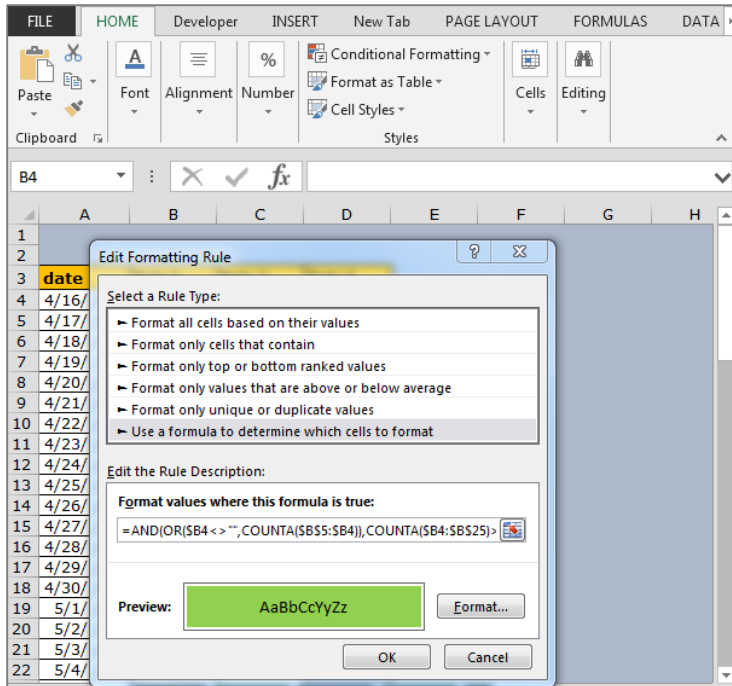 FILE HOME Developer INSERT New Tab PAGE LAYOUT FORMULAS DATA
Paste
Clipboard
A
Font
Alignment
%
Number
Conditional Formatting
Format as Table
Cell Styles
Styles
Cells
Editing
B4 fx
A B C D E F G H
1
2
3 date
4 4/16/
5 4/17/
6 4/18/
7 4/19/
8 4/20/
9 4/21/
10 4/22/
11 4/23/
12 4/24/
13 4/25/
14 4/26/
15 4/27/
16 4/28/
17 4/29/
18 4/30/
19 5/1/
20 5/2/
21 5/3/
22 5/4/
Edit Formatting Rule ?
Select a Rule Type:
► Format all cells based on their values
► Format only cells that contain
► Format only top or bottom ranked values
► Format only values that are above or below average
► Format only unique or duplicate values
► Use a formula to determine which cells to format
Edit the Rule Description:
Format values where this formula is true:
=AND(OR($B4<>"",COUNTA($B$5:$B4)),COUNTA($B4:$B$25)>
Preview: AaBbCcYyZz Format...
OK Cancel